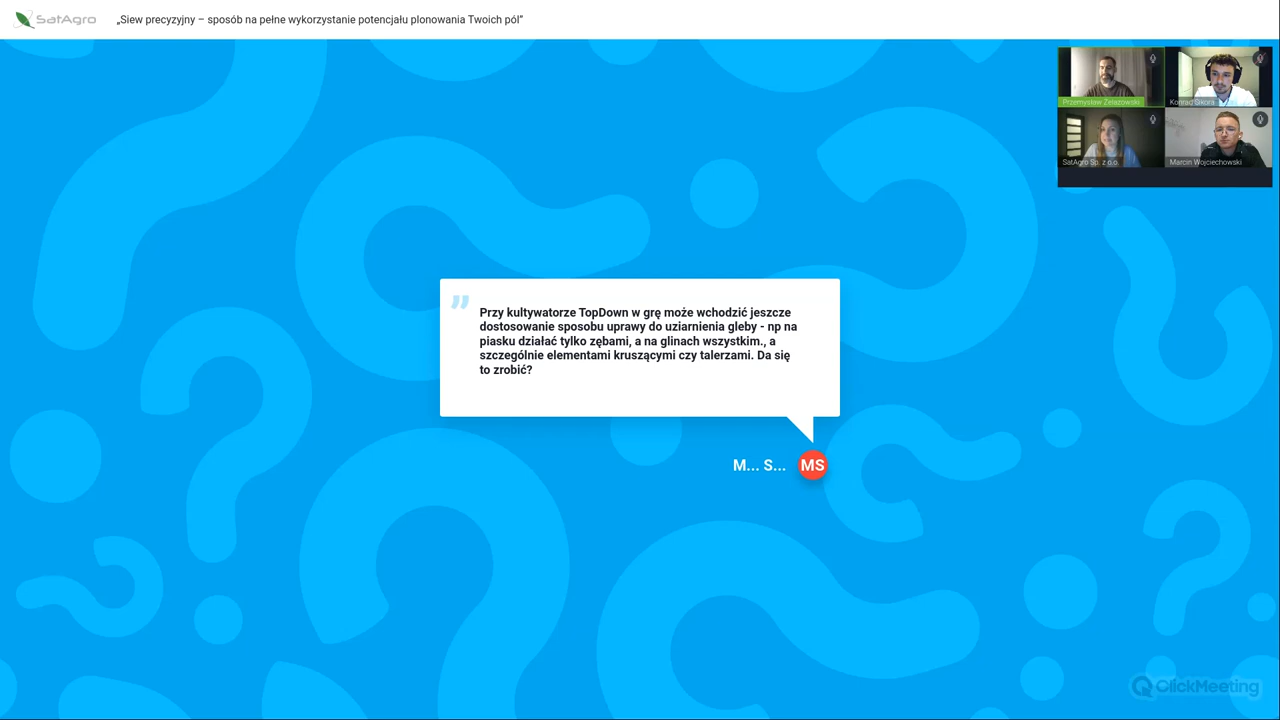 SatAgro
„Siew precyzyjny – sposób na pełne wykorzystanie potencjału plonowania Twoich pól”
Przemysław Żelazowski
Konrad Sikora
SatAgro Sp. z o.o.
Marcin Wojciechowski
Przy kultywatorze TopDown w grę może wchodzić jeszcze
dostosowanie sposobu uprawy do uziarnienia gleby - np na
piasku działać tylko zębami, a na glinach wszystkim., a
szczególnie elementami kruszącymi czy talerzami. Da się
to zrobić?
M... S... MS
ClickMeeting